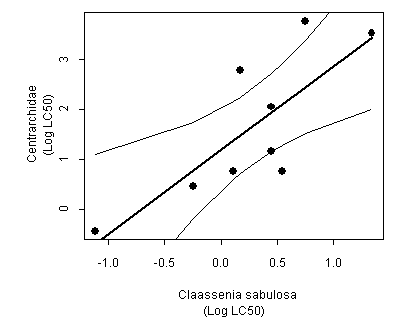 Centrarchidae
(Log LC50)
3
2
1
0
-1.0 -0.5 0.0 0.5 1.0
Claassenia sabulosa
(Log LC50)